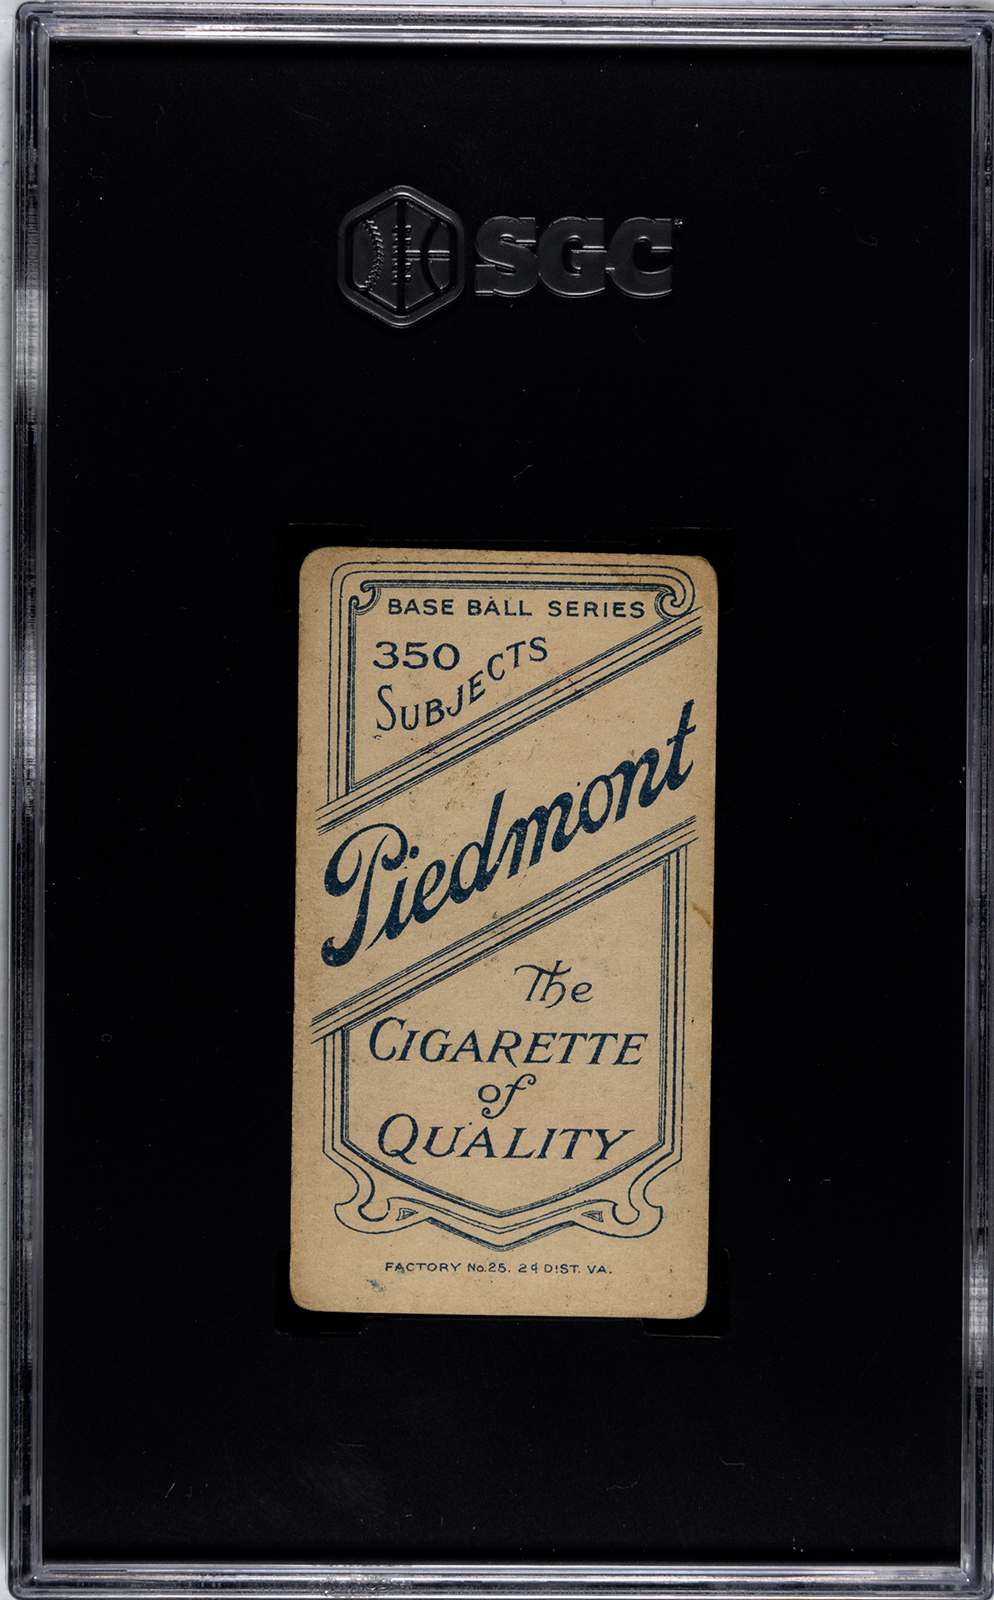 SGC
BASE BALL SERIES
350
SUBJECTS
Piedmont
The
CIGARETTE
of
QUALITY
FACTORY No. 25. 2d DIST. VA.